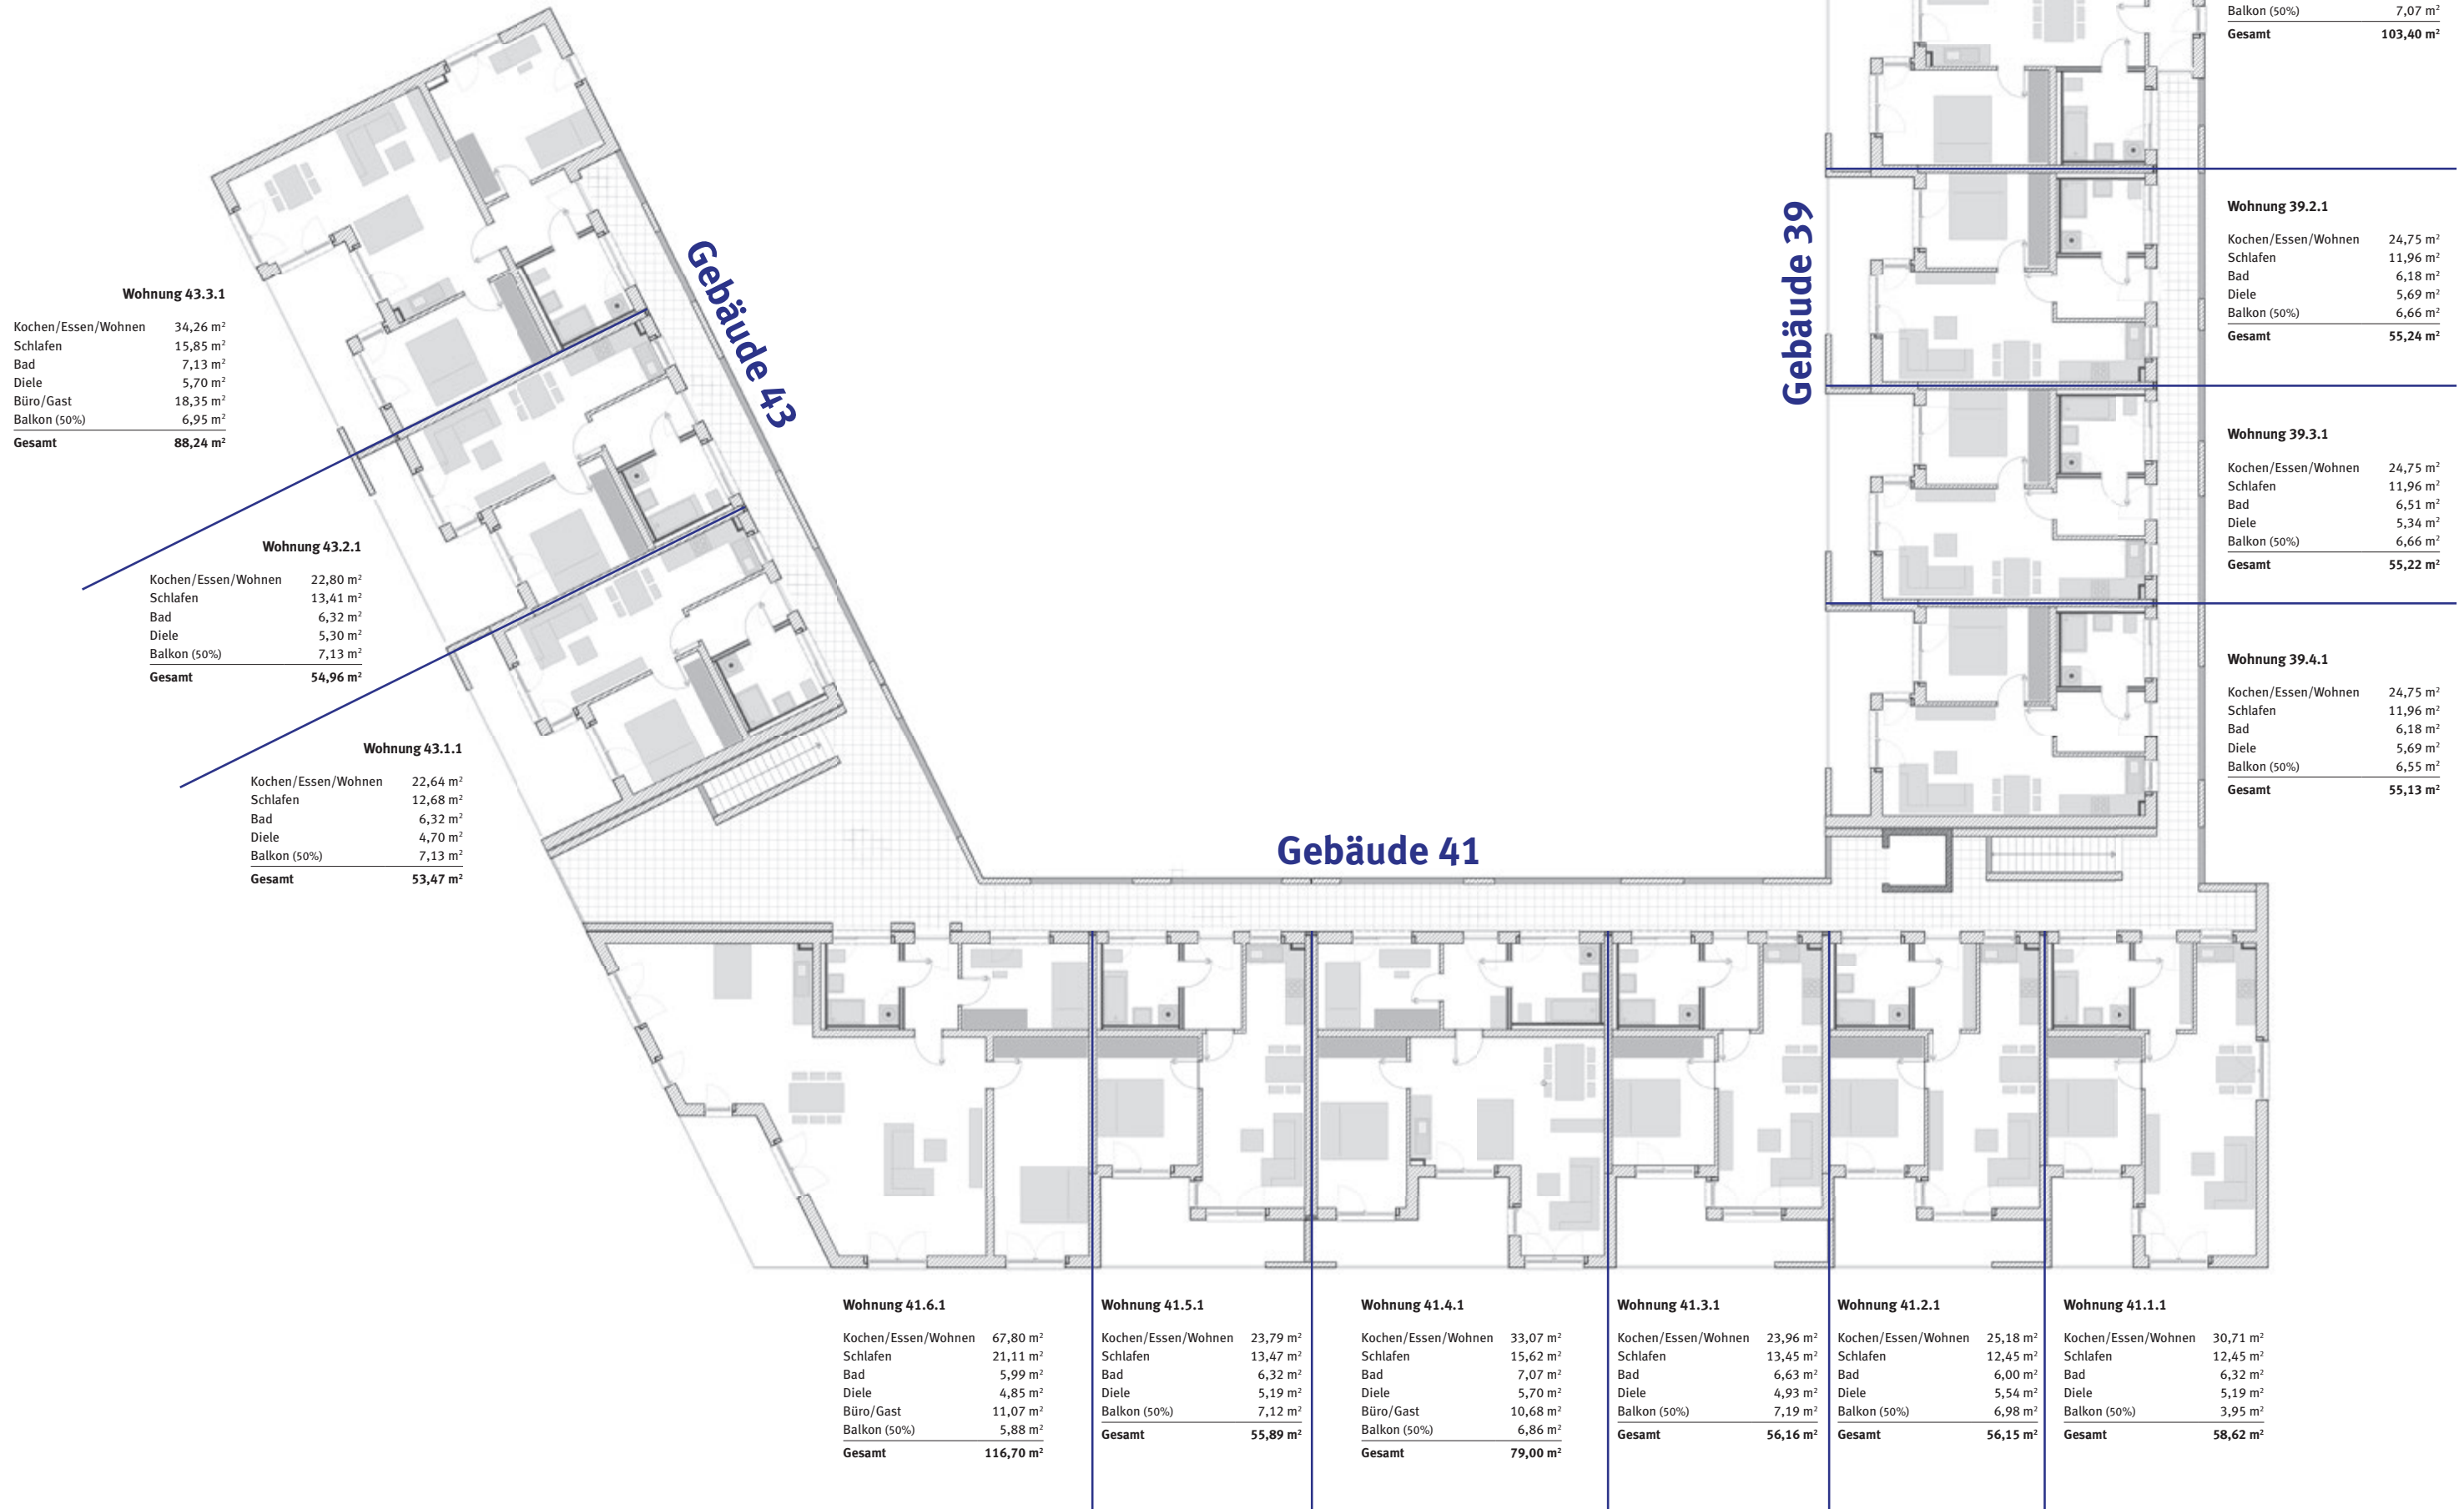 Balkon (50%) 7,07 m²
Gesamt 103,40 m²
Gebäude 39
Wohnung 39.2.1
Kochen/Essen/Wohnen 24,75 m²
Schlafen 11,96 m²
Bad 6,18 m²
Diele 5,69 m²
Balkon (50%) 6,66 m²
Gesamt 55,24 m²
Wohnung 39.3.1
Kochen/Essen/Wohnen 24,75 m²
Schlafen 11,96 m²
Bad 6,51 m²
Diele 5,34 m²
Balkon (50%) 6,66 m²
Gesamt 55,22 m²
Wohnung 39.4.1
Kochen/Essen/Wohnen 24,75 m²
Schlafen 11,96 m²
Bad 6,18 m²
Diele 5,69 m²
Balkon (50%) 6,55 m²
Gesamt 55,13 m²
Gebäude 43
Wohnung 43.3.1
Kochen/Essen/Wohnen 34,26 m²
Schlafen 15,85 m²
Bad 7,13 m²
Diele 5,70 m²
Büro/Gast 18,35 m²
Balkon (50%) 6,95 m²
Gesamt 88,24 m²
Wohnung 43.2.1
Kochen/Essen/Wohnen 22,80 m²
Schlafen 13,41 m²
Bad 6,32 m²
Diele 5,30 m²
Balkon (50%) 7,13 m²
Gesamt 54,96 m²
Wohnung 43.1.1
Kochen/Essen/Wohnen 22,64 m²
Schlafen 12,68 m²
Bad 6,32 m²
Diele 4,70 m²
Balkon (50%) 7,13 m²
Gesamt 53,47 m²
Gebäude 41
Wohnung 41.6.1
Kochen/Essen/Wohnen 67,80 m²
Schlafen 21,11 m²
Bad 5,99 m²
Diele 4,85 m²
Büro/Gast 11,07 m²
Balkon (50%) 5,88 m²
Gesamt 116,70 m²
Wohnung 41.5.1
Kochen/Essen/Wohnen 23,79 m²
Schlafen 13,47 m²
Bad 6,32 m²
Diele 5,19 m²
Balkon (50%) 7,12 m²
Gesamt 55,89 m²
Wohnung 41.4.1
Kochen/Essen/Wohnen 33,07 m²
Schlafen 15,62 m²
Bad 7,07 m²
Diele 5,70 m²
Büro/Gast 10,68 m²
Balkon (50%) 6,86 m²
Gesamt 79,00 m²
Wohnung 41.3.1
Kochen/Essen/Wohnen 23,96 m²
Schlafen 13,45 m²
Bad 6,63 m²
Diele 4,93 m²
Balkon (50%) 7,19 m²
Gesamt 56,16 m²
Wohnung 41.2.1
Kochen/Essen/Wohnen 25,18 m²
Schlafen 12,45 m²
Bad 6,00 m²
Diele 5,54 m²
Balkon (50%) 6,98 m²
Gesamt 56,15 m²
Wohnung 41.1.1
Kochen/Essen/Wohnen 30,71 m²
Schlafen 12,45 m²
Bad 6,32 m²
Diele 5,19 m²
Balkon (50%) 3,95 m²
Gesamt 58,62 m²